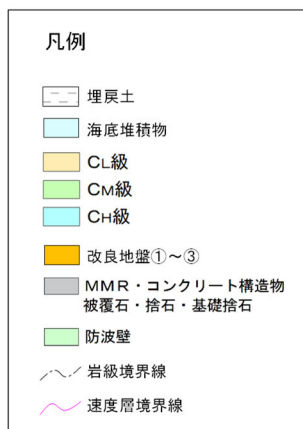 凡例
埋戻土
海底堆積物
CL級
CM級
CH級
改良地盤①～③
MMR・コンクリート構造物
被覆石・捨石・基礎捨石
防波壁
岩級境界線
速度層境界線